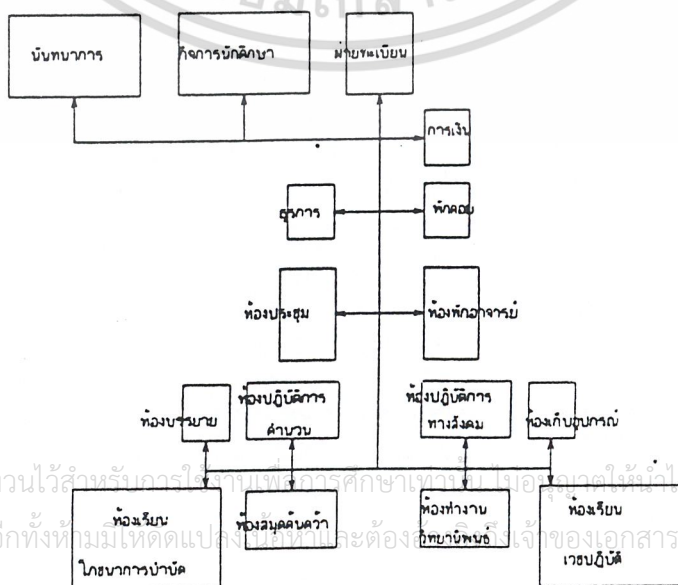 นันทนาการ
กิจการนักศึกษา
ฝ่ายทะเบียน
การเงิน
ธุรการ
พักคอย
ห้องประชุม
ห้องพักอาจารย์
ห้องบรรยาย
ห้องปฏิบัติการ
คำนวน
ห้องปฏิบัติการ
ทางสังคม
ห้องเก็บอุปกรณ์
วนไว้สำหรับการใช้งานเพื่อการศึกษาเท่านั้น ไม่อนุญาตให้นำไ
ห้องเรียน
โภชนาการบำบัด
ห้องสมุดค้นคว้า
ห้องทำงาน
วิทยานิพนธ์
ห้องเรียน
เวชปฏิบัติ
อีกทั้งห้ามมิให้ดัดแปลงเนื้อหาและต้องอ้างอิงถึงเจ้าของเอกสาร